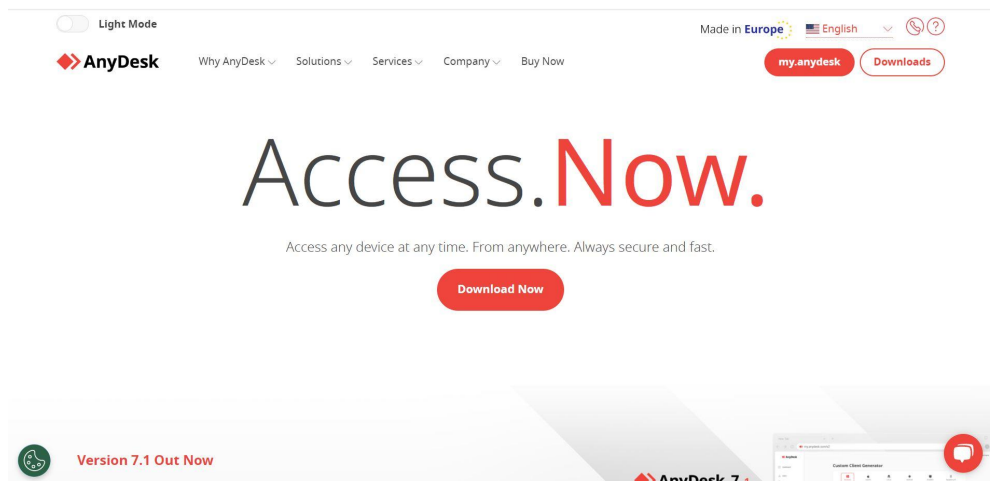 Light Mode
Made in Europe
English
AnyDesk
Why AnyDesk
Solutions
Services
Company
Buy Now
my.anydesk
Downloads
Access.Now.
Access any device at any time. From anywhere. Always secure and fast.
Download Now
Version 7.1 Out Now
AnyDesk 7
Custom Client Generator